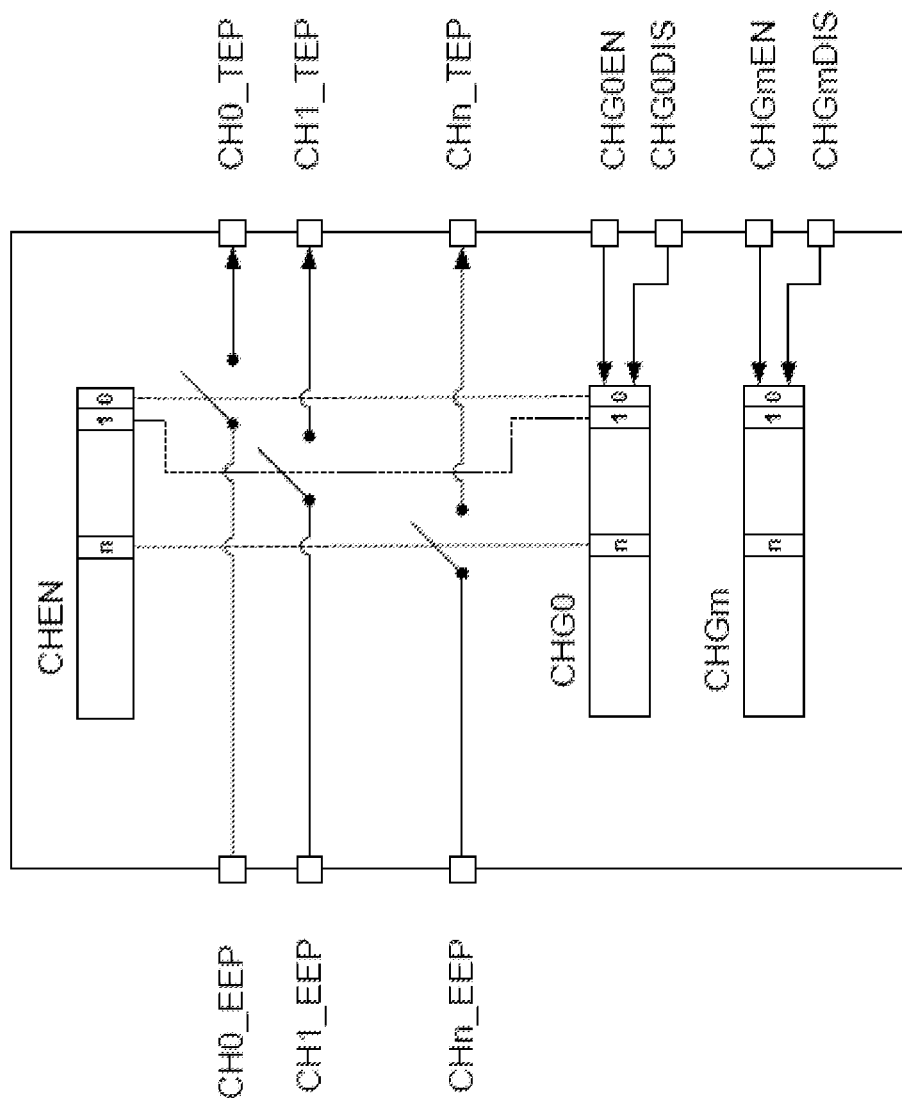 CHEN
n 1 0
CH0_EEP
CH0_TEP
CH1_EEP
CH1_TEP
CHn_EEP
CHn_TEP
CHG0
n 1 0
CHG0EN
CHG0DIS
CHGm
n 1 0
CHGmEN
CHGmDIS